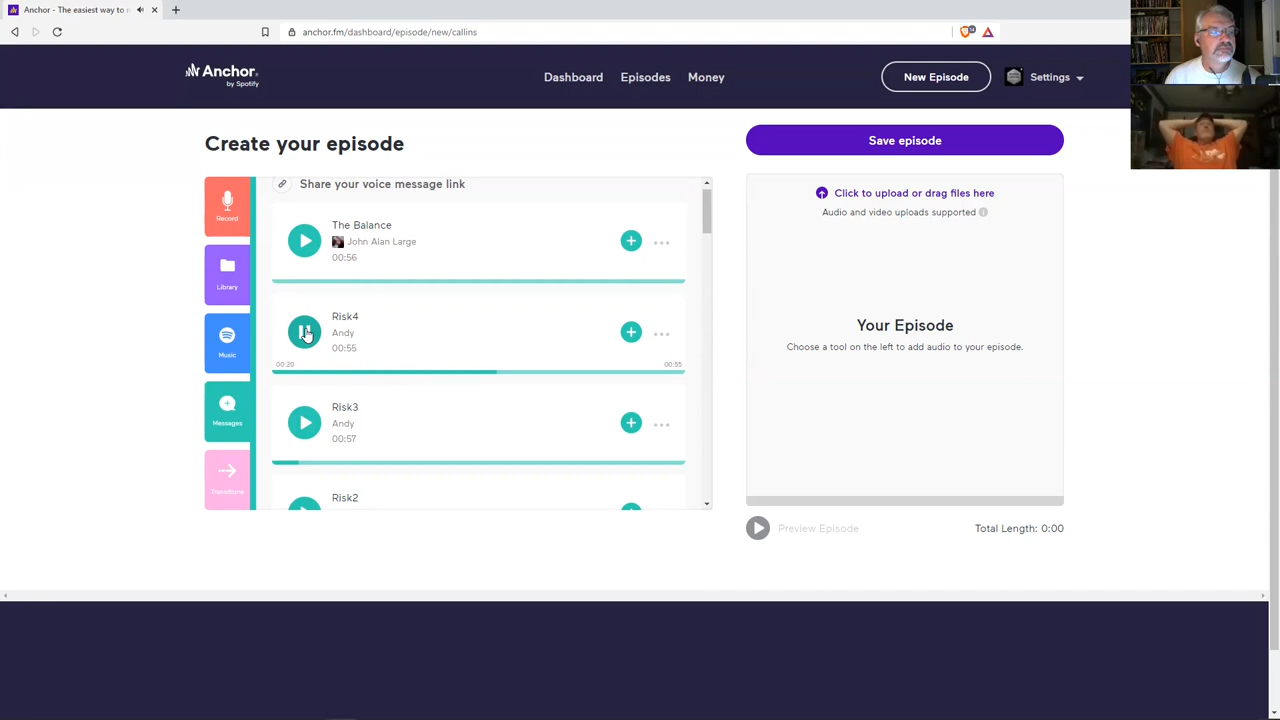 Anchor - The easiest way to
anchor.fm/dashboard/episode/new/callins
Anchor
by Spotify
Dashboard
Episodes
Money
New Episode
Settings
Create your episode
Save episode
Record
Library
Music
Messages
Transitions
Share your voice message link
The Balance
John Alan Large
00:56
Risk4
Andy
00:55
00:20
00:55
Risk3
Andy
00:57
Risk2
Click to upload or drag files here
Audio and video uploads supported
Your Episode
Choose a tool on the left to add audio to your episode.
Preview Episode
Total Length: 0:00